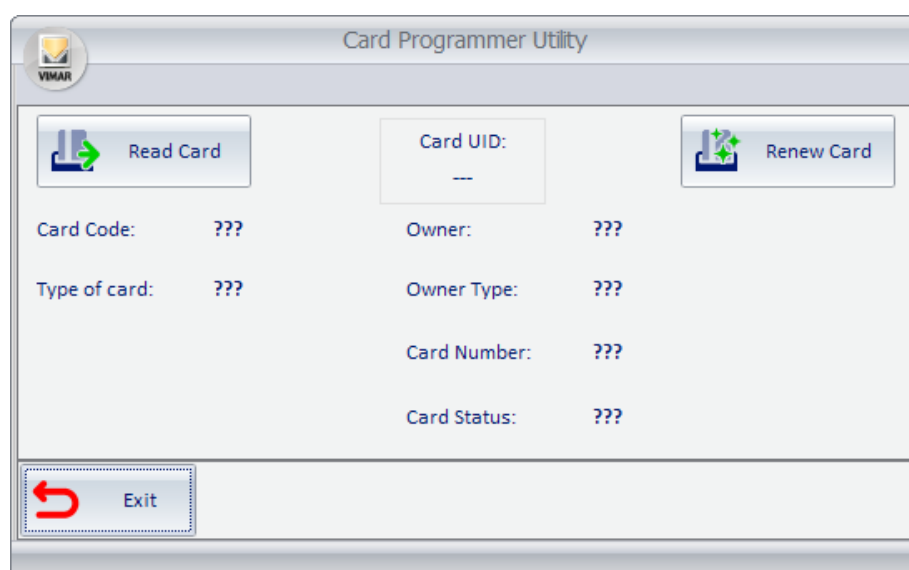 Card Programmer Utility
VIMAR
Read Card
Card UID:
---
Renew Card
Card Code: ???
Owner: ???
Type of card: ???
Owner Type: ???
Card Number: ???
Card Status: ???
Exit